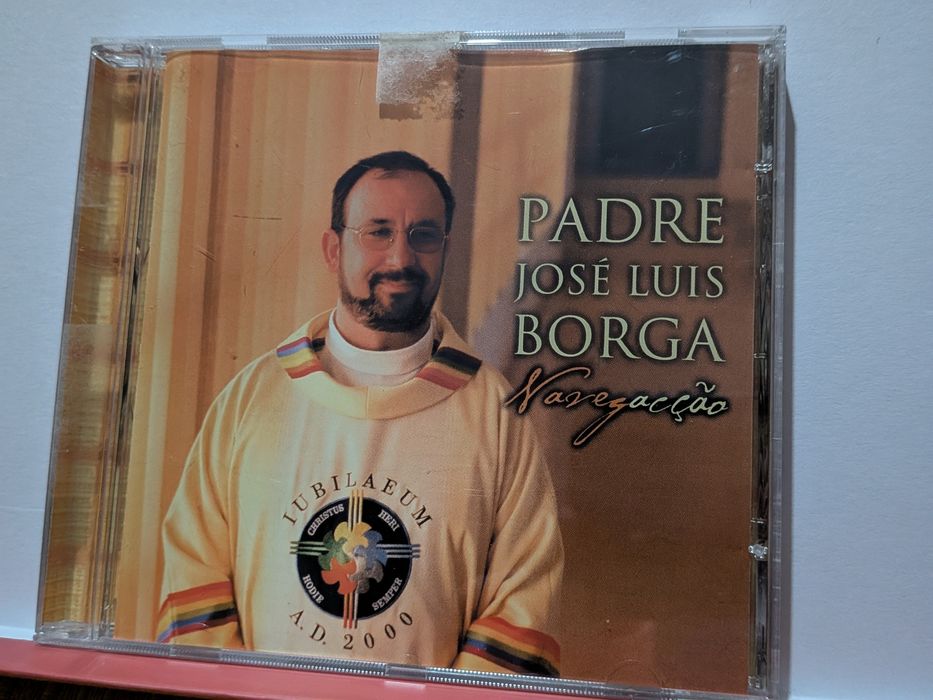 PADRE
JOSÉ LUIS
BORGA
Navegacção
IUBILAEUM
CHRISTUS HERI
HODIE SEMPER
A.D. 2000